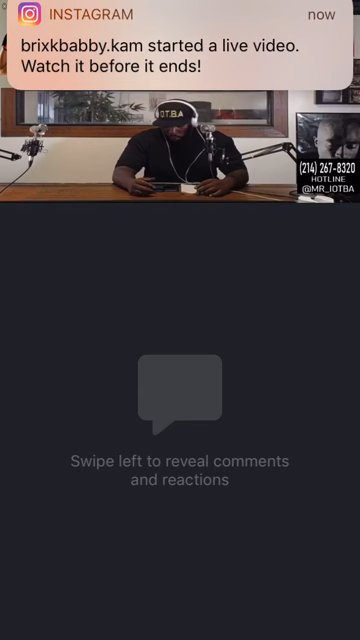 INSTAGRAM
now
brixkbabby.kam started a live video.
Watch it before it ends!
O.T.B.A
(214) 267-8320
HOTLINE
@MR_IOTBA
Swipe left to reveal comments
and reactions